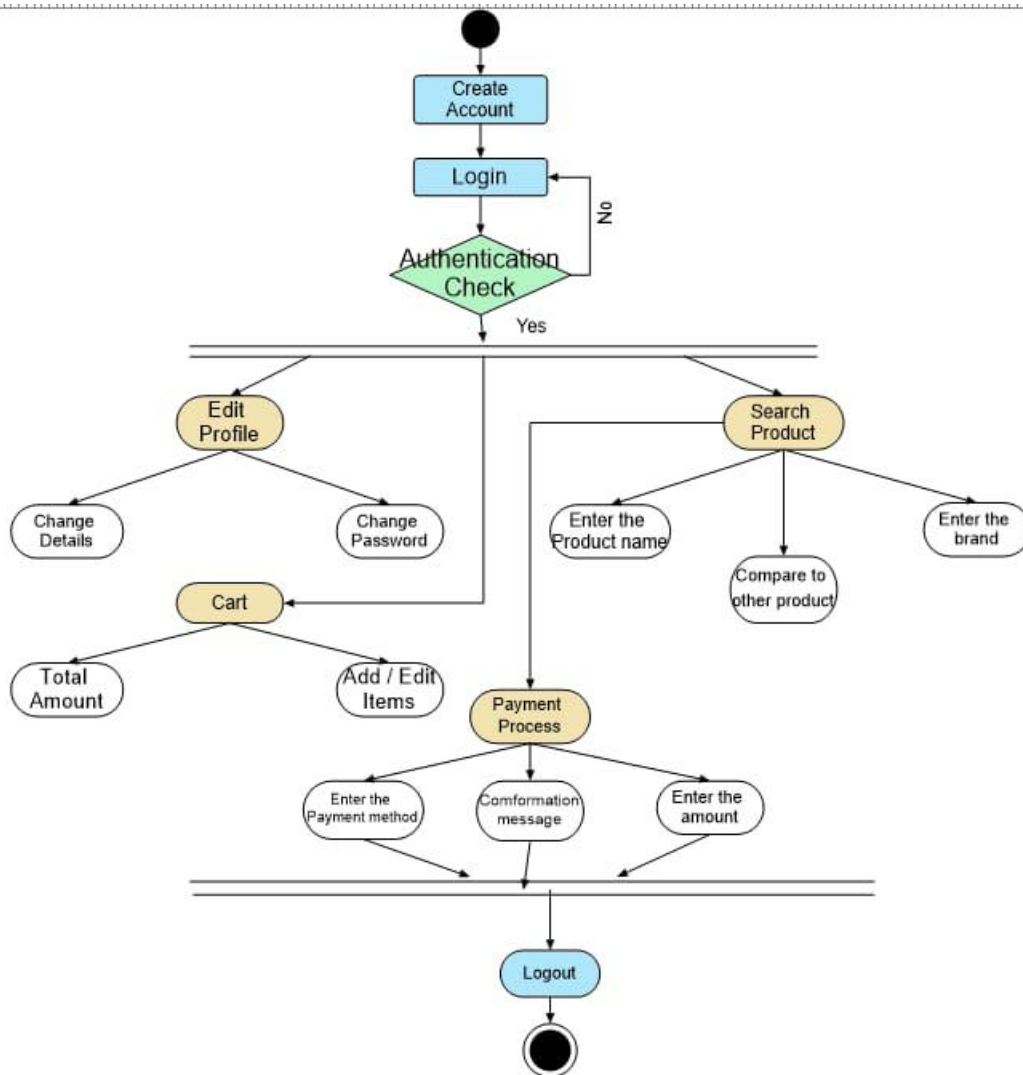 Create
Account
Login
No
Authentication
Check
Yes
Edit
Profile
Search
Product
Change
Details
Change
Password
Enter the
Product name
Enter the
brand
Compare to
other product
Cart
Total
Amount
Add / Edit
Items
Payment
Process
Enter the
Payment method
Comformation
message
Enter the
amount
Logout